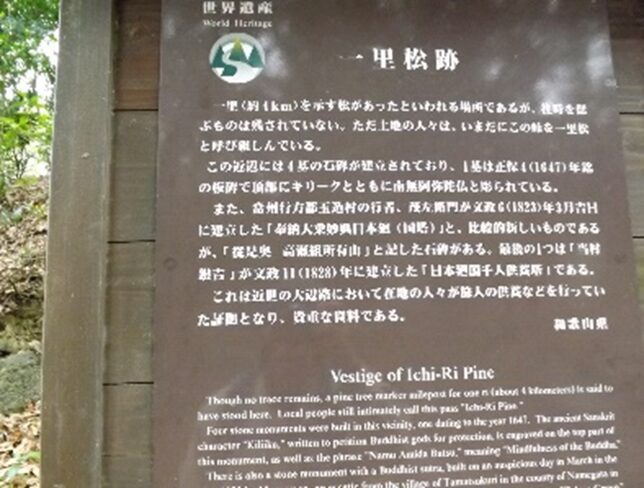 世界遺産
World Heritage
一里松跡
一里（約4km）を示す松があったといわれる場所であるが、往時を偲
ぶものは残されていない。ただ土地の人々は、いまだにこの峠を一里松
と呼び親しんでいる。
この近辺には4基の石碑が建立されており、1基は正保4(1647)年銘
の板碑で頂部にキリークとともに南無阿弥陀仏と彫られている。
また、常州行方郡玉造村の行者、茂左衛門が文政6(1823)年3月吉日
に建立した「奉納大乗妙典日本廻（国塔）」と、比較的新しいものである
が、「従是奥 高瀬組所有山」と記した石碑がある。最後の1つは「当村
」が文政11(1828)年に建立した「日本廻国千人供養塔」である。
これは近世の大辺路において在地の人々が旅人の供養などを行ってい
た証拠となり、貴重な資料である。
和歌山県
Vestige of Ichi-Ri Pine
Though no trace remains, a pine tree marker milepost for one ri (about 4 kilometers) is said to
have stood here. Local people still intimately call this pass "Ichi-Ri Pine."
Four stone monuments were built in this vicinity, one dating to the year 1647. The ancient Sanskrit
character "Kiliiku," written to petition Buddhist gods for protection, is engraved on the top part of
this monument, as well as the phrase "Namu Amida Butsu," meaning "Mindfulness of the Buddha."
There is also a stone monument with a Buddhist sutra, built on an auspicious day in March in the
from the village of Tamatsukuri in the county of Namegata in